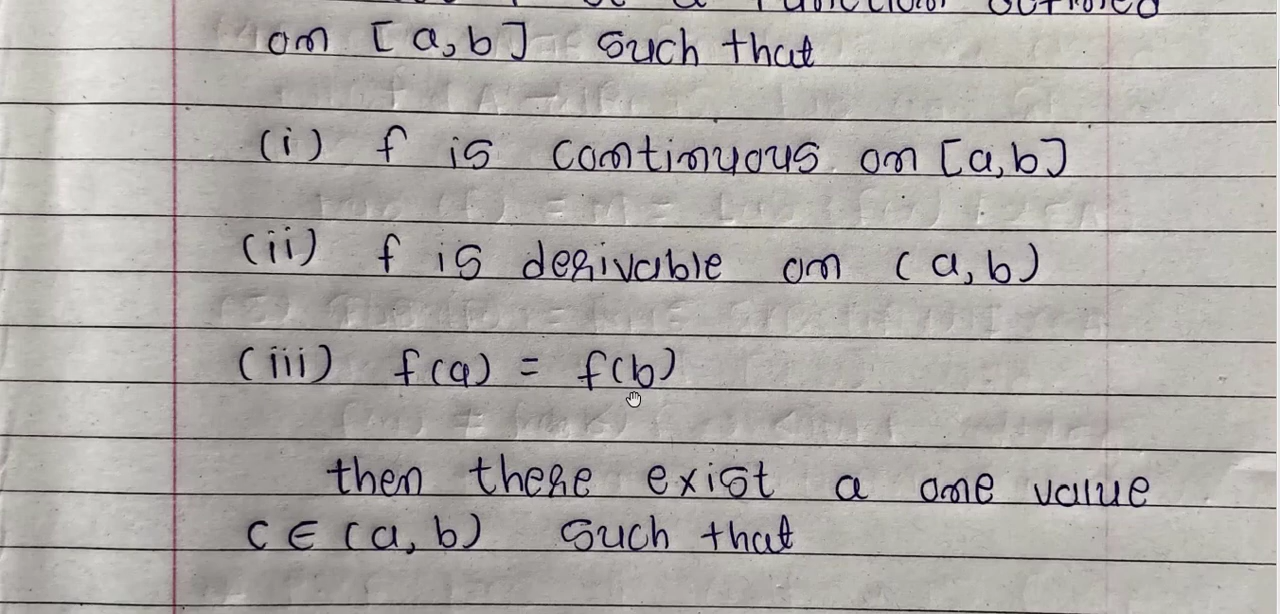 on [a,b] such that
(i) f is continuous on [a,b]
(ii) f is derivable on (a,b)
(iii) f(a) = f(b)
then there exist a one value
C ∈ (a,b) such that